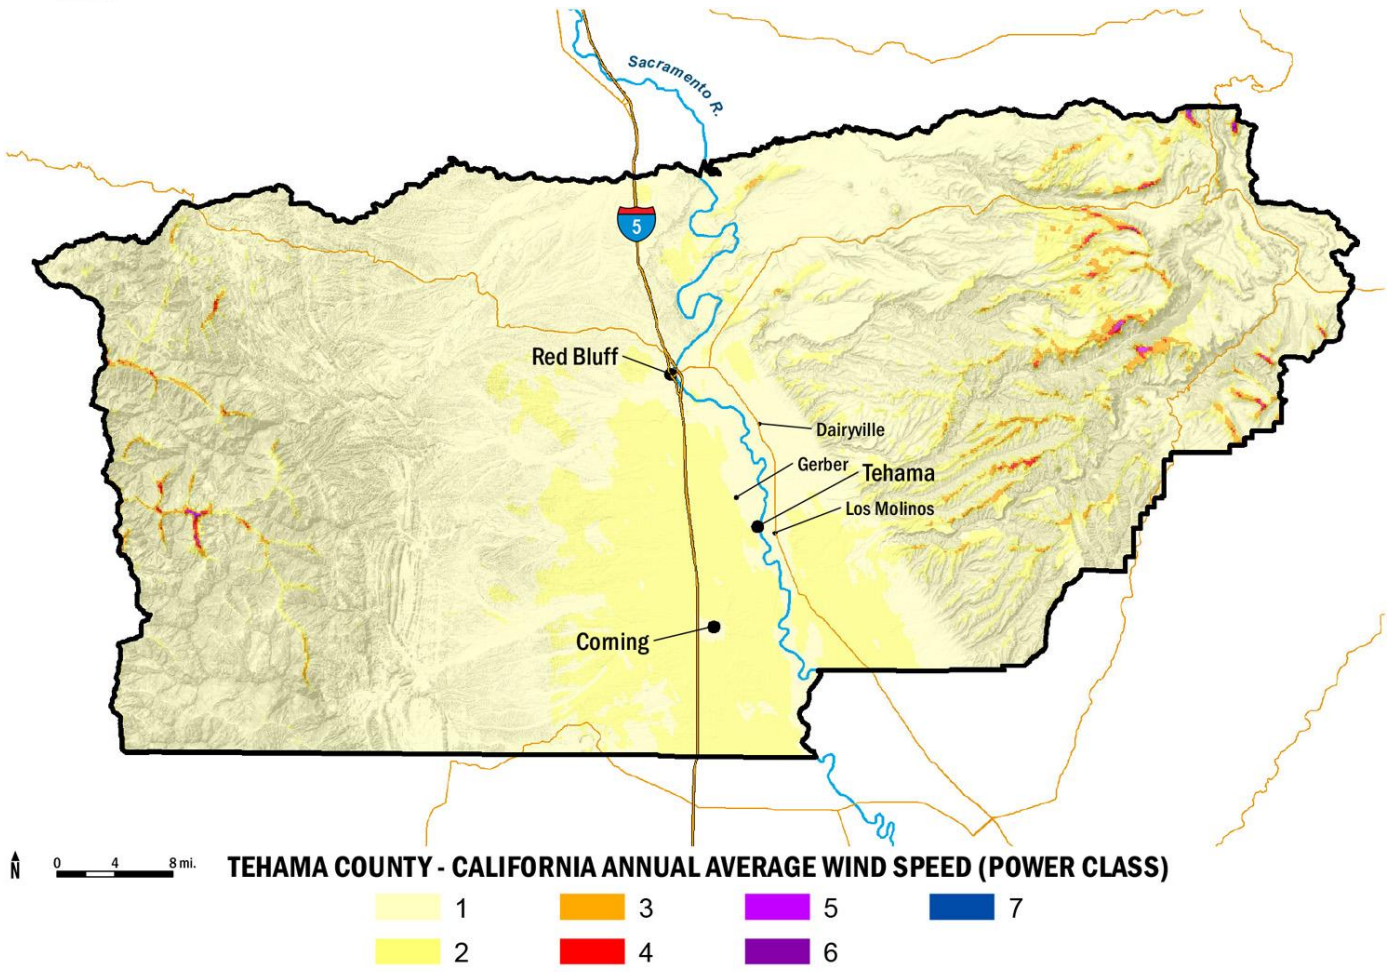 Sacramento R.
5
Red Bluff
Dairyville
Gerber
Tehama
Los Molinos
Corning
N
0 4 8 mi.
TEHAMA COUNTY - CALIFORNIA ANNUAL AVERAGE WIND SPEED (POWER CLASS)
1 3 5 7
2 4 6